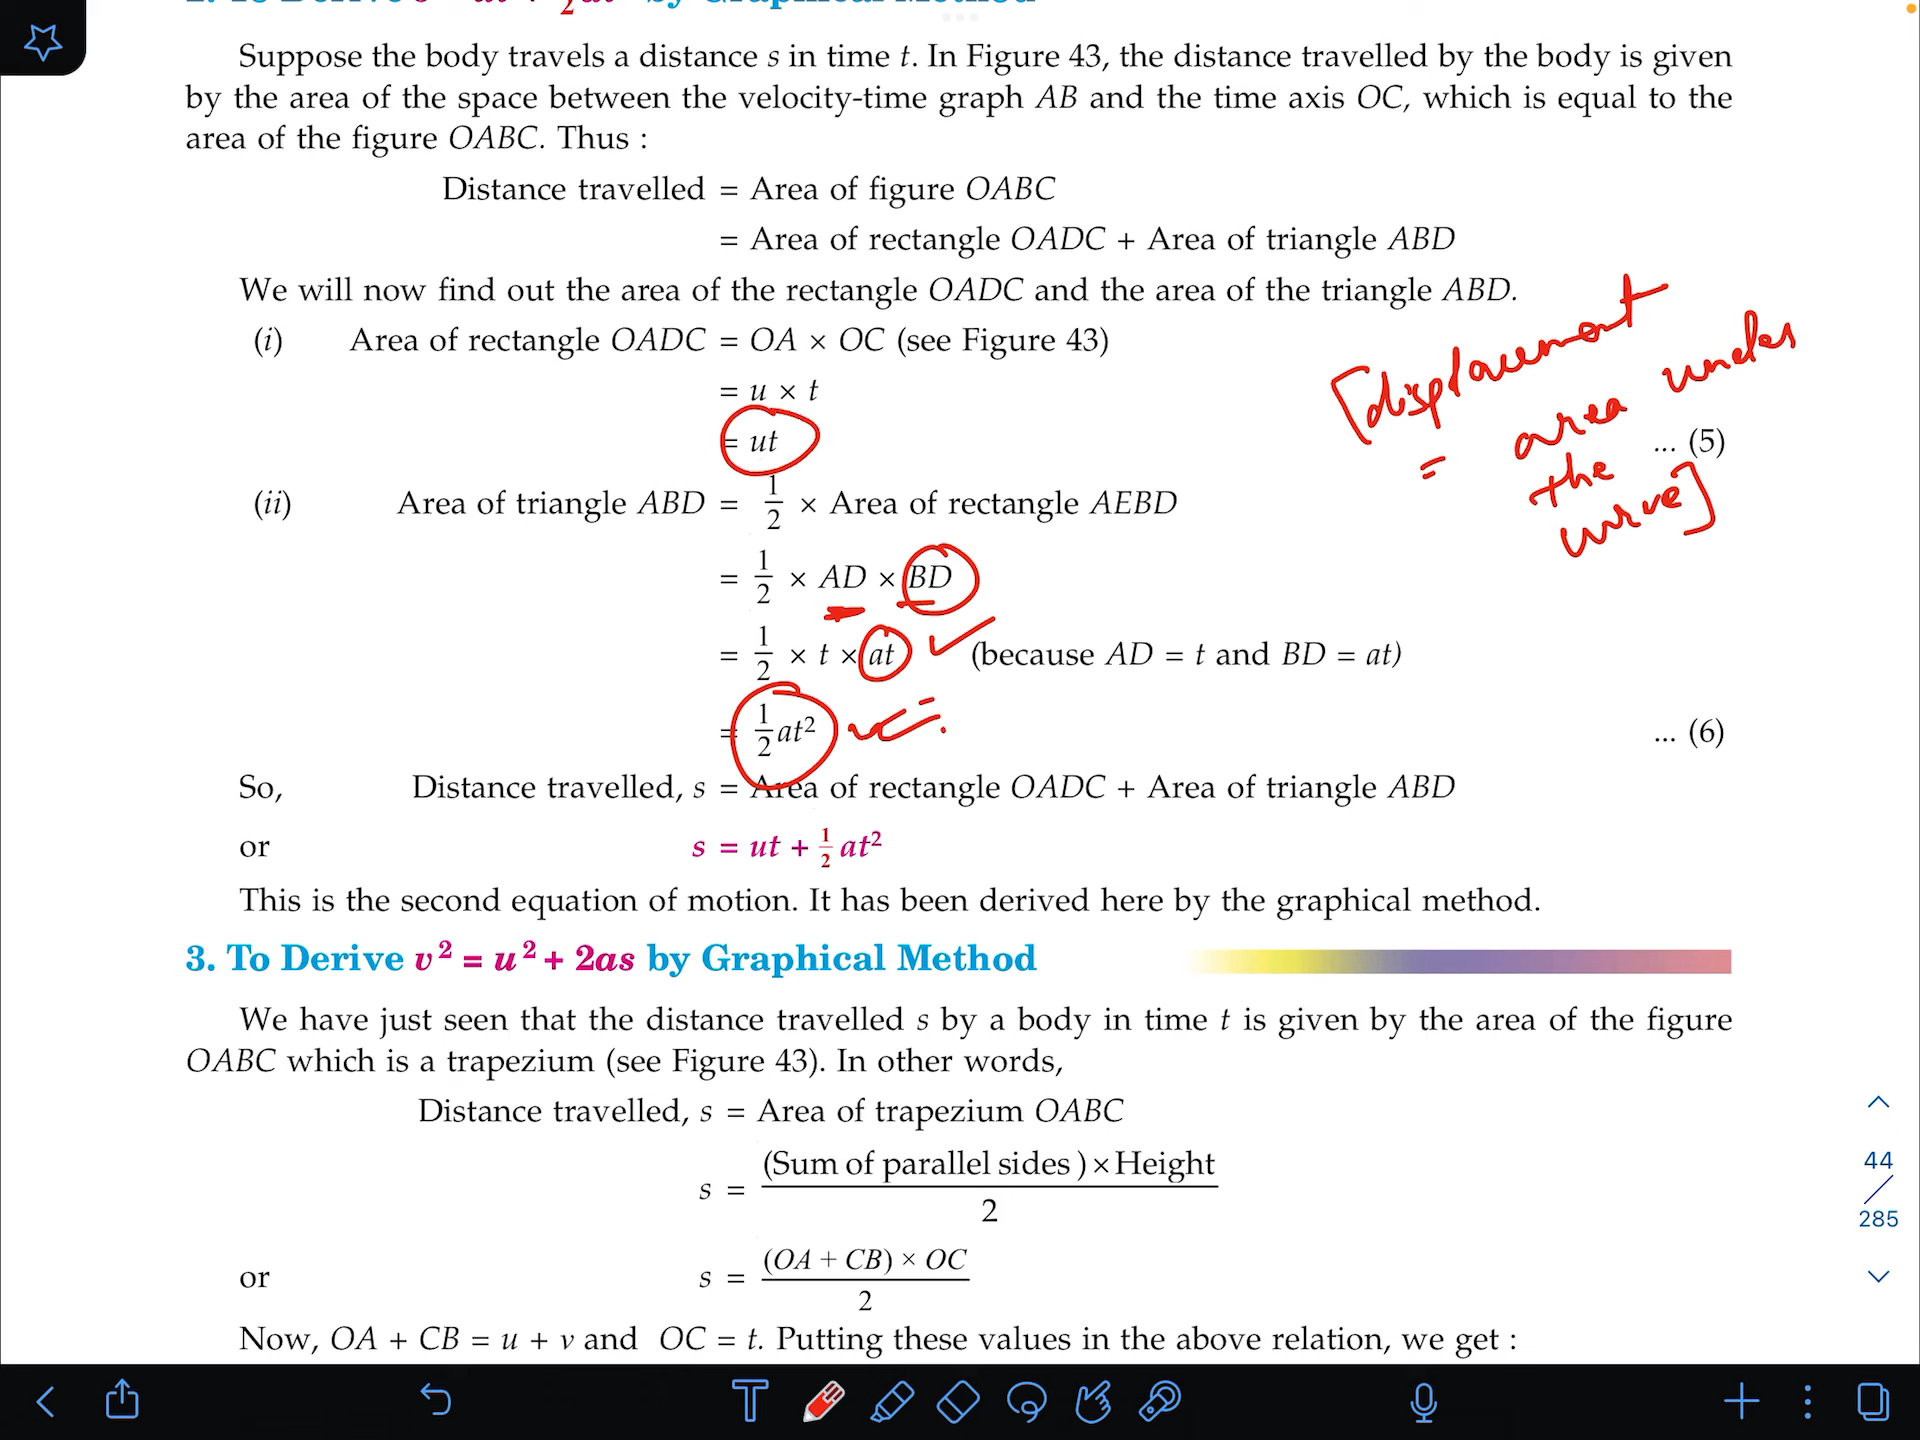 2. To Derive s = ut + 1/2 at² by Graphical Method
Suppose the body travels a distance s in time t. In Figure 43, the distance travelled by the body is given
by the area of the space between the velocity-time graph AB and the time axis OC, which is equal to the
area of the figure OABC. Thus :
Distance travelled = Area of figure OABC
= Area of rectangle OADC + Area of triangle ABD
We will now find out the area of the rectangle OADC and the area of the triangle ABD.
(i) Area of rectangle OADC = OA × OC (see Figure 43)
= u × t
= ut ... (5)
[displacement
= area under
the
curve]
(ii) Area of triangle ABD = 1/2 × Area of rectangle AEBD
= 1/2 × AD × BD
= 1/2 × t × at (because AD = t and BD = at)
= 1/2 at² ... (6)
So, Distance travelled, s = Area of rectangle OADC + Area of triangle ABD
or s = ut + 1/2 at²
This is the second equation of motion. It has been derived here by the graphical method.
3. To Derive v² = u² + 2as by Graphical Method
We have just seen that the distance travelled s by a body in time t is given by the area of the figure
OABC which is a trapezium (see Figure 43). In other words,
Distance travelled, s = Area of trapezium OABC
s = (Sum of parallel sides) × Height / 2
or s = (OA + CB) × OC / 2
Now, OA + CB = u + v and OC = t. Putting these values in the above relation, we get :
44
/
285